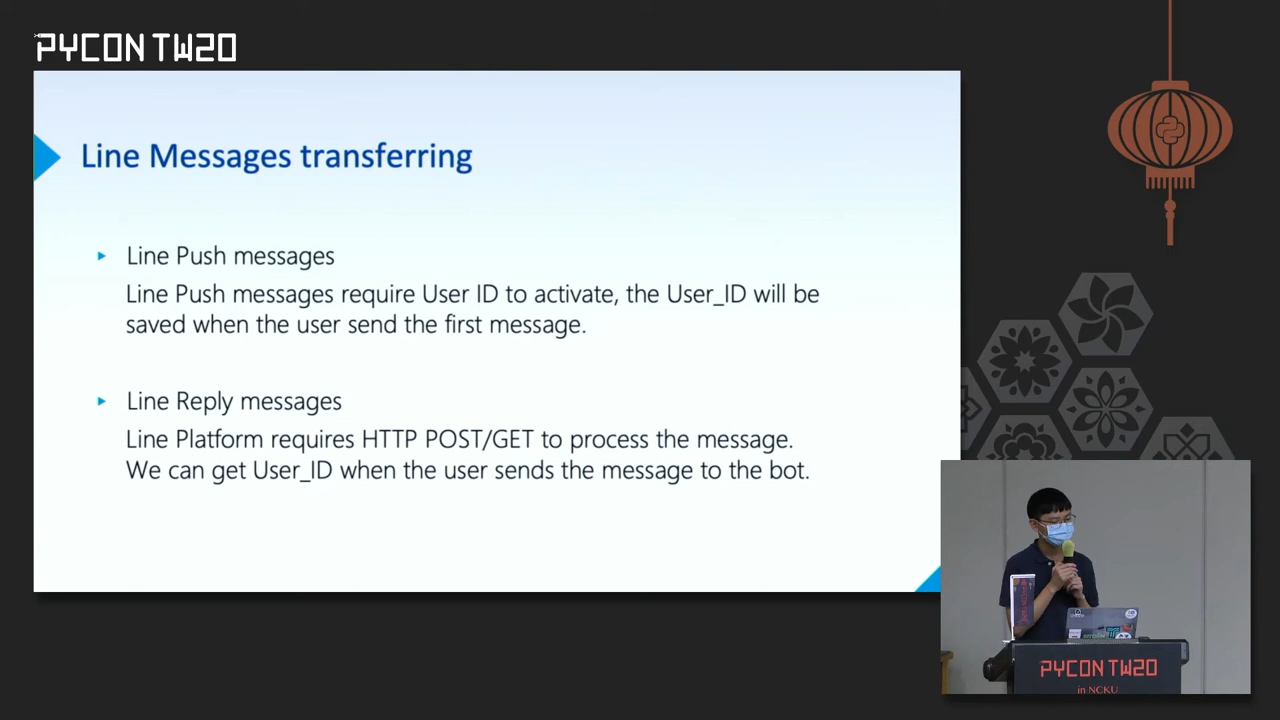 PYCON TW20
Line Messages transferring
Line Push messages
Line Push messages require User ID to activate, the User_ID will be
saved when the user send the first message.
Line Reply messages
Line Platform requires HTTP POST/GET to process the message.
We can get User_ID when the user sends the message to the bot.
PYCON TW20
in NCKU